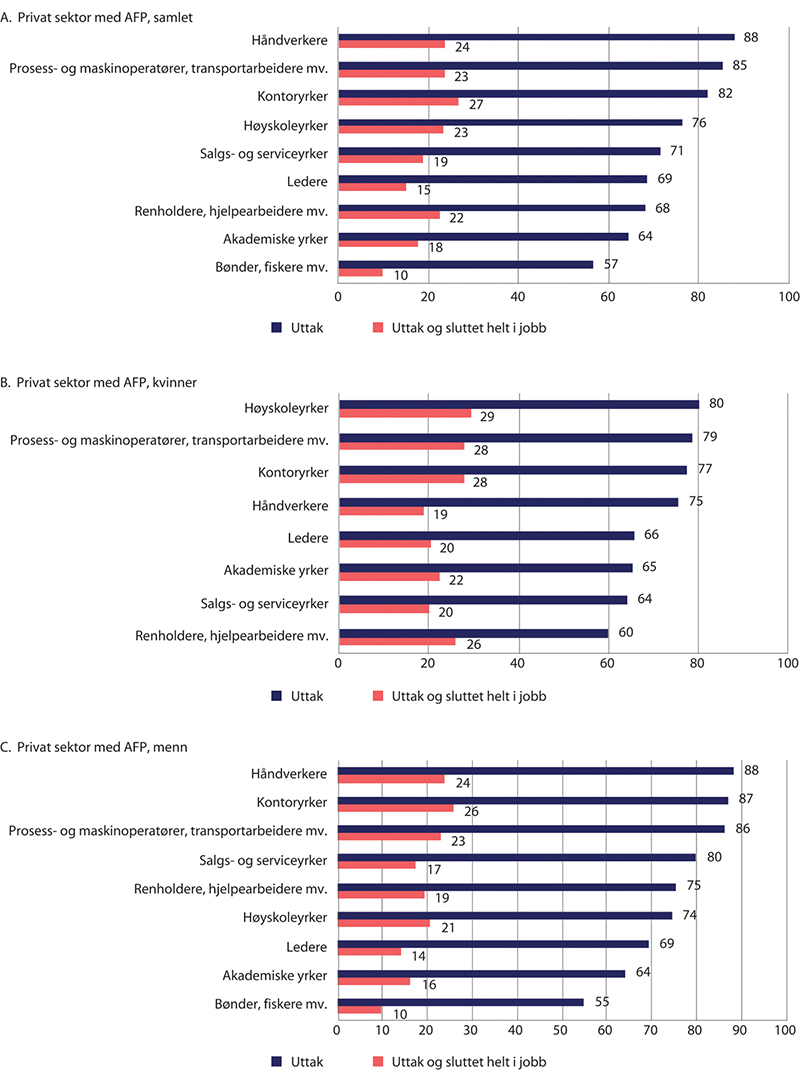 A. Privat sektor med AFP, samlet
Håndverkere 88
24
Prosess- og maskinoperatører, transportarbeidere mv. 85
23
Kontoryrker 82
27
Høyskoleyrker 76
23
Salgs- og serviceyrker 71
19
Ledere 69
15
Renholdere, hjelpearbeidere mv. 68
22
Akademiske yrker 64
18
Bønder, fiskere mv. 57
10
0 20 40 60 80 100
Uttak Uttak og sluttet helt i jobb
B. Privat sektor med AFP, kvinner
Høyskoleyrker 80
29
Prosess- og maskinoperatører, transportarbeidere mv. 79
28
Kontoryrker 77
28
Håndverkere 75
19
Ledere 66
20
Akademiske yrker 65
22
Salgs- og serviceyrker 64
20
Renholdere, hjelpearbeidere mv. 60
26
0 20 40 60 80 100
Uttak Uttak og sluttet helt i jobb
C. Privat sektor med AFP, menn
Håndverkere 88
24
Kontoryrker 87
26
Prosess- og maskinoperatører, transportarbeidere mv. 86
23
Salgs- og serviceyrker 80
17
Renholdere, hjelpearbeidere mv. 75
19
Høyskoleyrker 74
21
Ledere 69
14
Akademiske yrker 64
16
Bønder, fiskere mv. 55
10
0 10 20 30 40 50 60 70 80 90 100
Uttak Uttak og sluttet helt i jobb